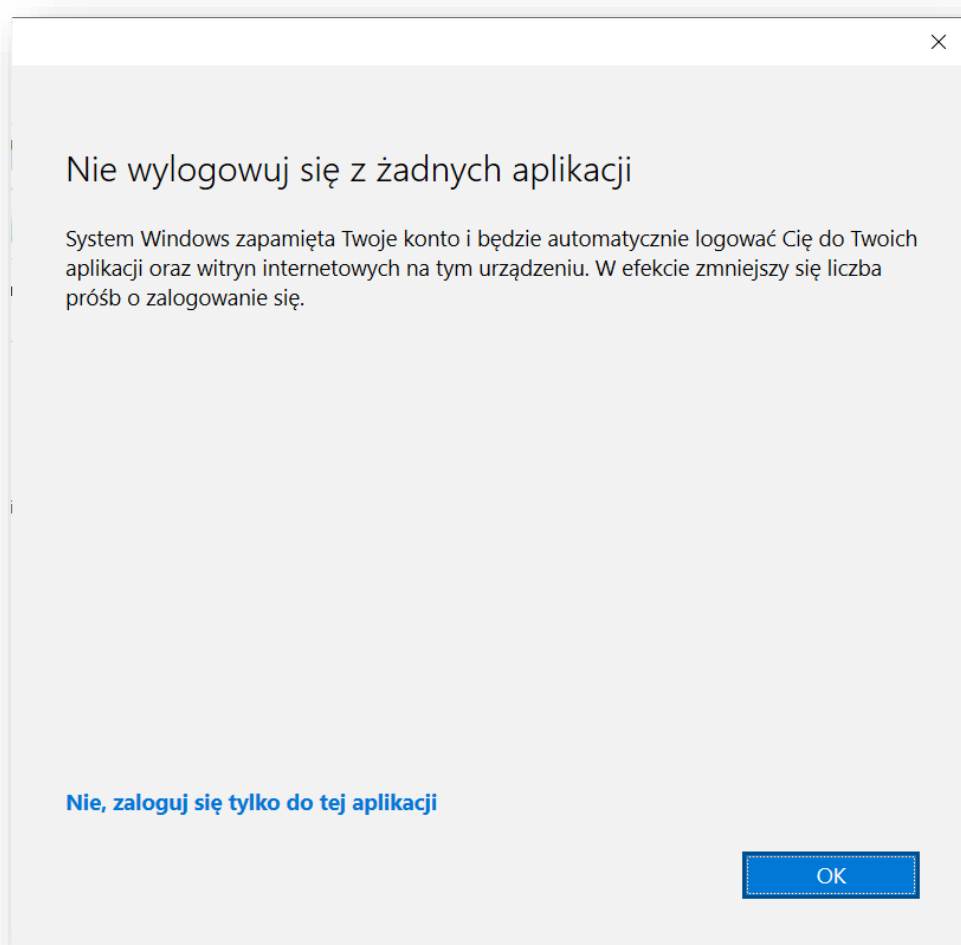 Nie wylogowuj się z żadnych aplikacji
System Windows zapamięta Twoje konto i będzie automatycznie logować Cię do Twoich
aplikacji oraz witryn internetowych na tym urządzeniu. W efekcie zmniejszy się liczba
próśb o zalogowanie się.
Nie, zaloguj się tylko do tej aplikacji
OK